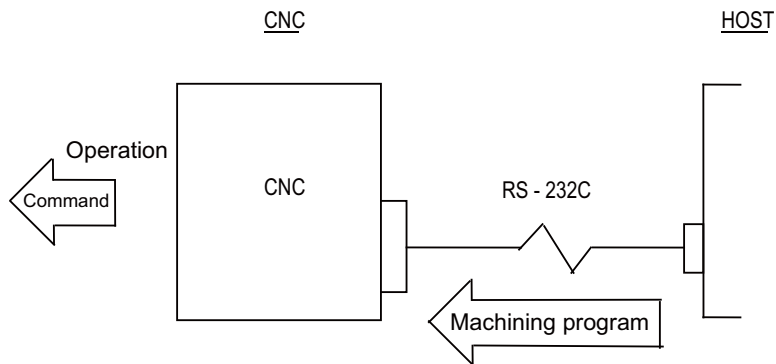 CNC
HOST
Operation
Command
CNC
RS - 232C
Machining program